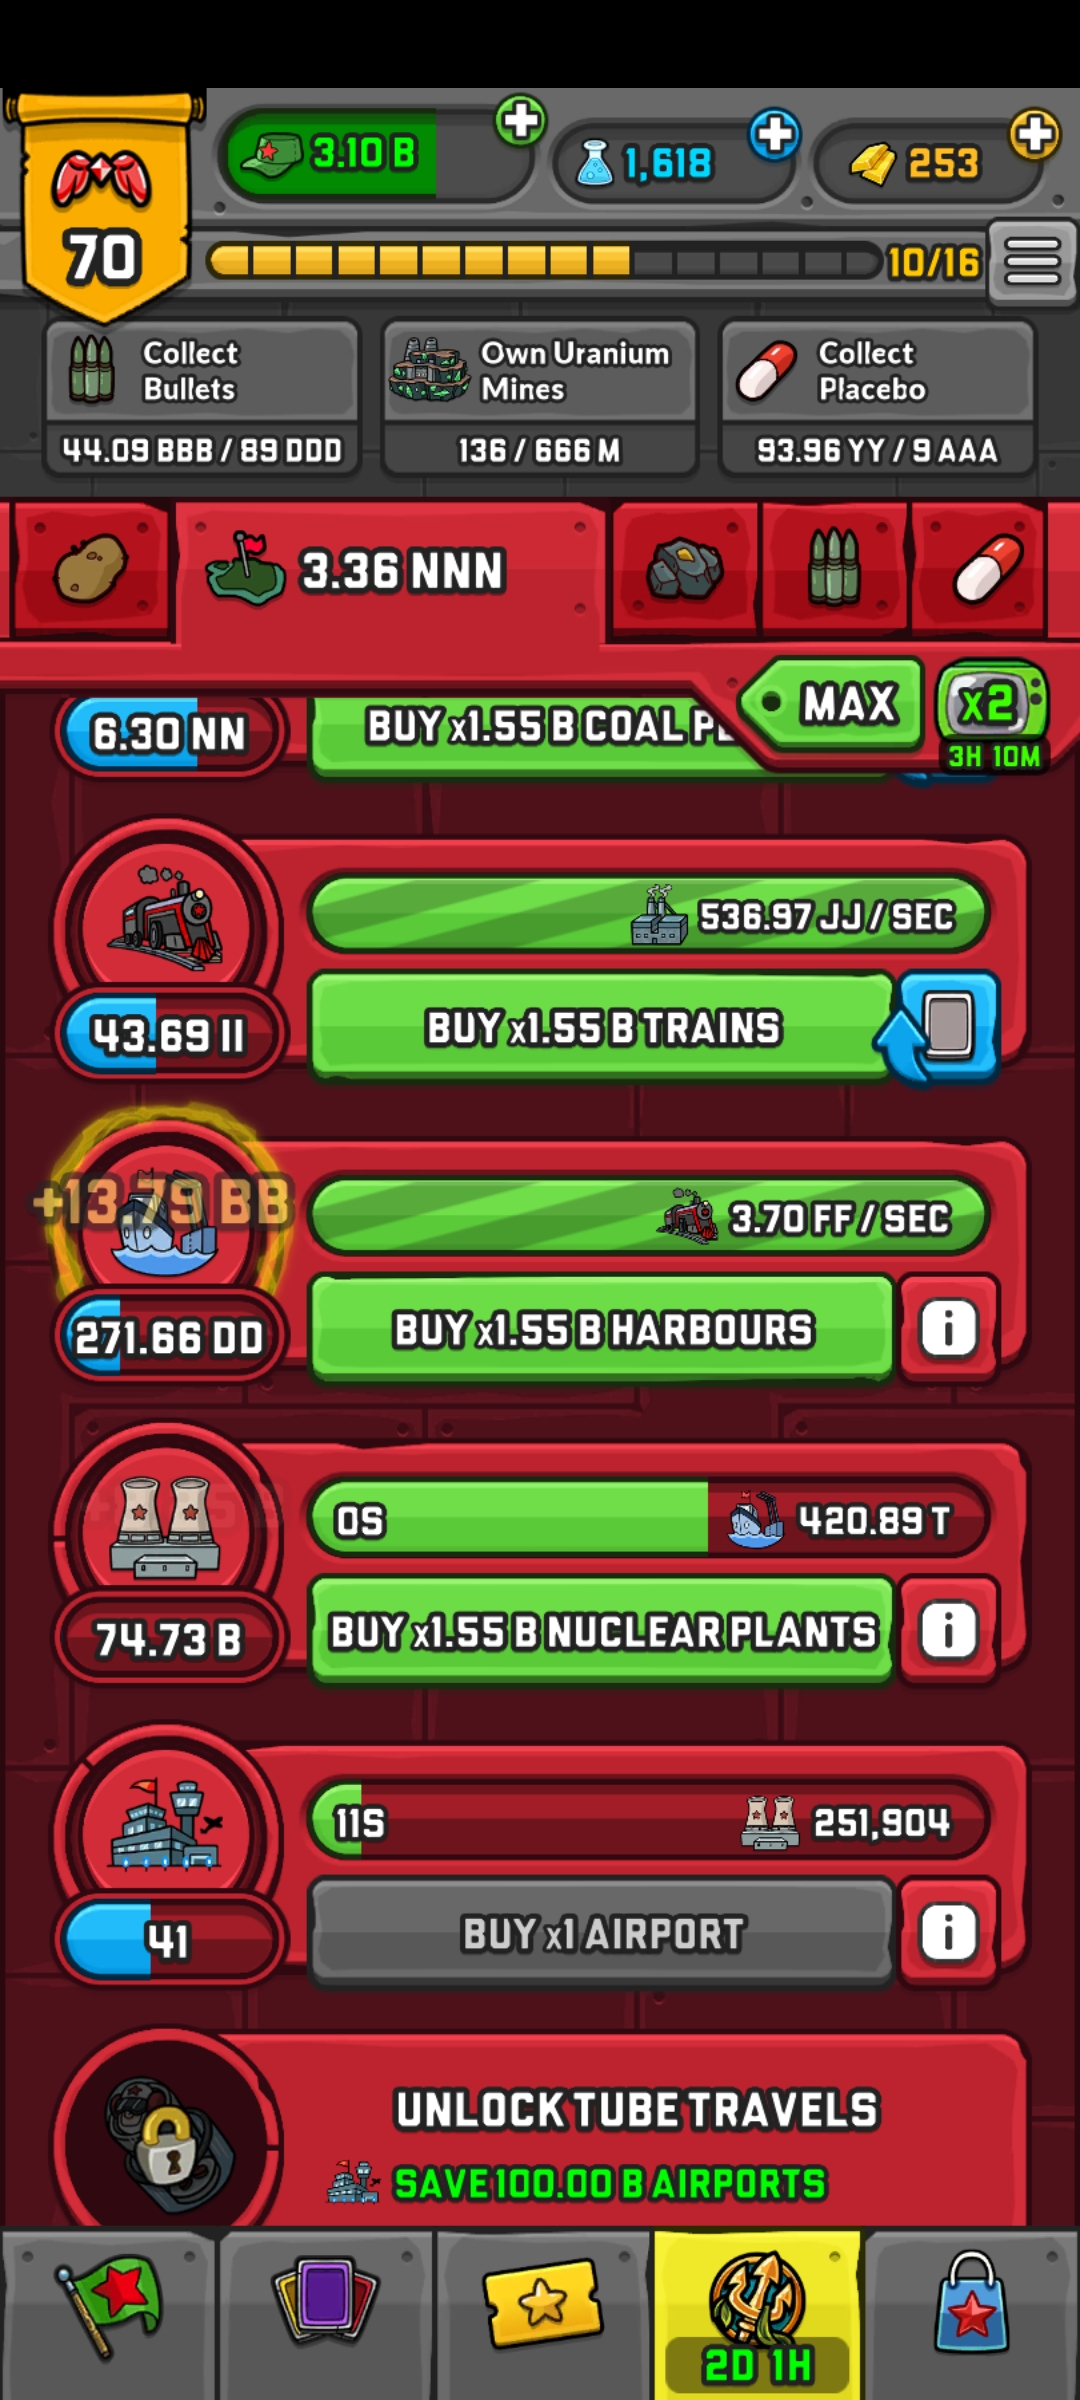 3.10 B
1,618
253
70
10/16
Collect
Bullets
Own Uranium
Mines
Collect
Placebo
44.09 BBB / 89 DDD
136 / 666 M
93.96 YY / 9 AAA
3.36 NNN
MAX
x2
3H 10M
6.30 NN
BUY x1.55 B COAL
536.97 JJ / SEC
43.69 II
BUY x1.55 B TRAINS
+13.79 BB
3.70 FF / SEC
271.66 DD
BUY x1.55 B HARBOURS
0S
420.89 T
74.73 B
BUY x1.55 B NUCLEAR PLANTS
11S
251,904
41
BUY x1 AIRPORT
UNLOCK TUBE TRAVELS
SAVE 100.00 B AIRPORTS
2D 1H